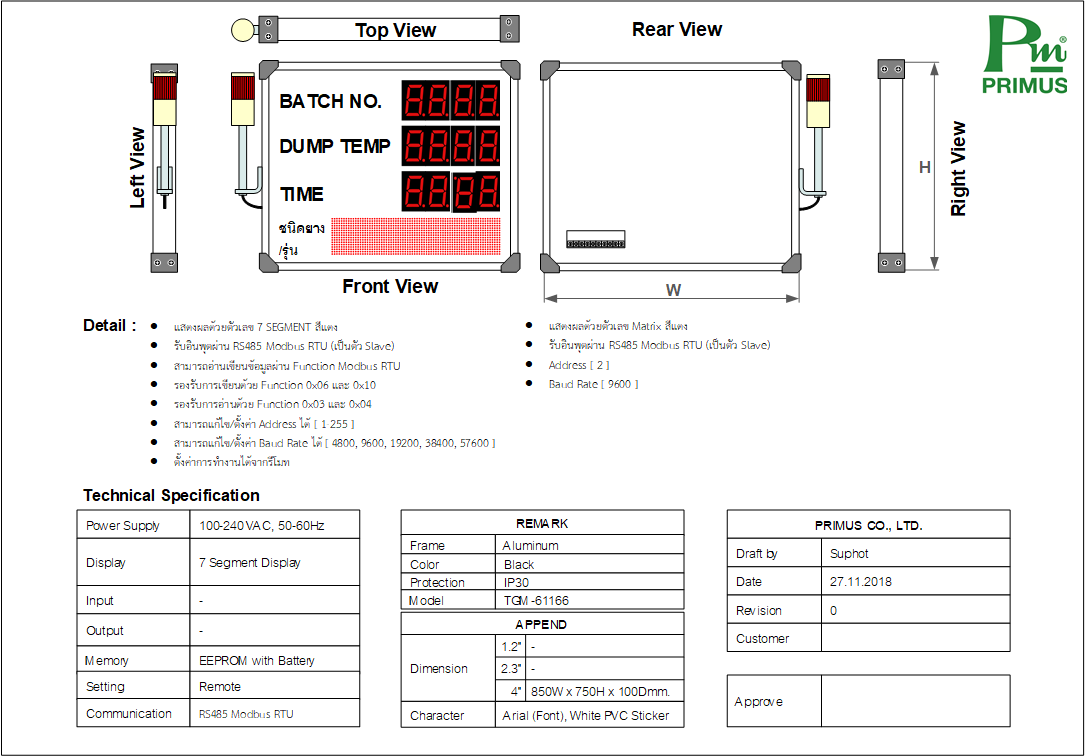 Top View
Rear View
Pm®
PRIMUS
Left View
BATCH NO. 8.8.8.8.
DUMP TEMP 8.8.8.8.
TIME 8.8.8.8.
ชนิดยาง
/รุ่น
Front View
H
Right View
W
Detail :
● แสดงผลด้วยตัวเลข 7 SEGMENT สีแดง
● รับอินพุตผ่าน RS485 Modbus RTU (เป็นตัว Slave)
● สามารถอ่านเขียนข้อมูลผ่าน Function Modbus RTU
● รองรับการเขียนด้วย Function 0x06 และ 0x10
● รองรับการอ่านด้วย Function 0x03 และ 0x04
● สามารถแก้ไข/ตั้งค่า Address ได้ [ 1-255 ]
● สามารถแก้ไข/ตั้งค่า Baud Rate ได้ [ 4800, 9600, 19200, 38400, 57600 ]
● ตั้งค่าการทำงานได้จากรีโมท
● แสดงผลด้วยตัวเลข Matrix สีแดง
● รับอินพุตผ่าน RS485 Modbus RTU (เป็นตัว Slave)
● Address [ 2 ]
● Baud Rate [ 9600 ]
Technical Specification
Power Supply 100-240VAC, 50-60Hz
Display 7 Segment Display
Input -
Output -
Memory EEPROM with Battery
Setting Remote
Communication RS485 Modbus RTU
REMARK
Frame Aluminum
Color Black
Protection IP30
Model TGM-61166
APPEND
Dimension
1.2" -
2.3" -
4" 850W x 750H x 100Dmm.
Character Arial (Font), White PVC Sticker
PRIMUS CO., LTD.
Draft by Suphot
Date 27.11.2018
Revision 0
Customer
Approve